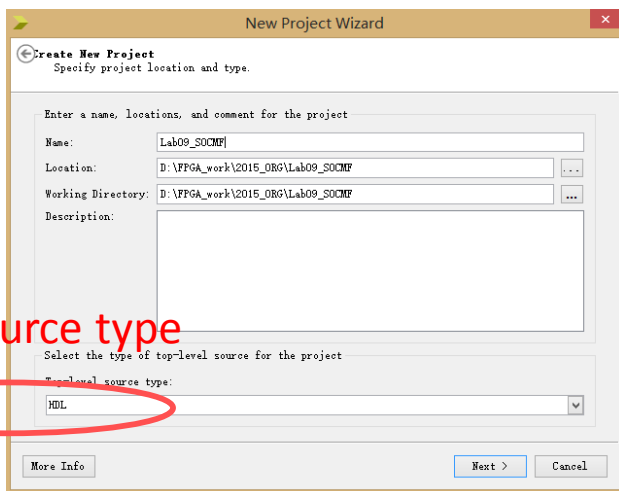 New Project Wizard
Create New Project
Specify project location and type.
Enter a name, locations, and comment for the project
Name: Lab09_SOCMF
Location: D:\FPGA_work\2015_ORG\Lab09_SOCMF ...
Working Directory: D:\FPGA_work\2015_ORG\Lab09_SOCMF ...
Description:
urce type
Select the type of top-level source for the project
Top-level source type:
HDL
More Info Next > Cancel